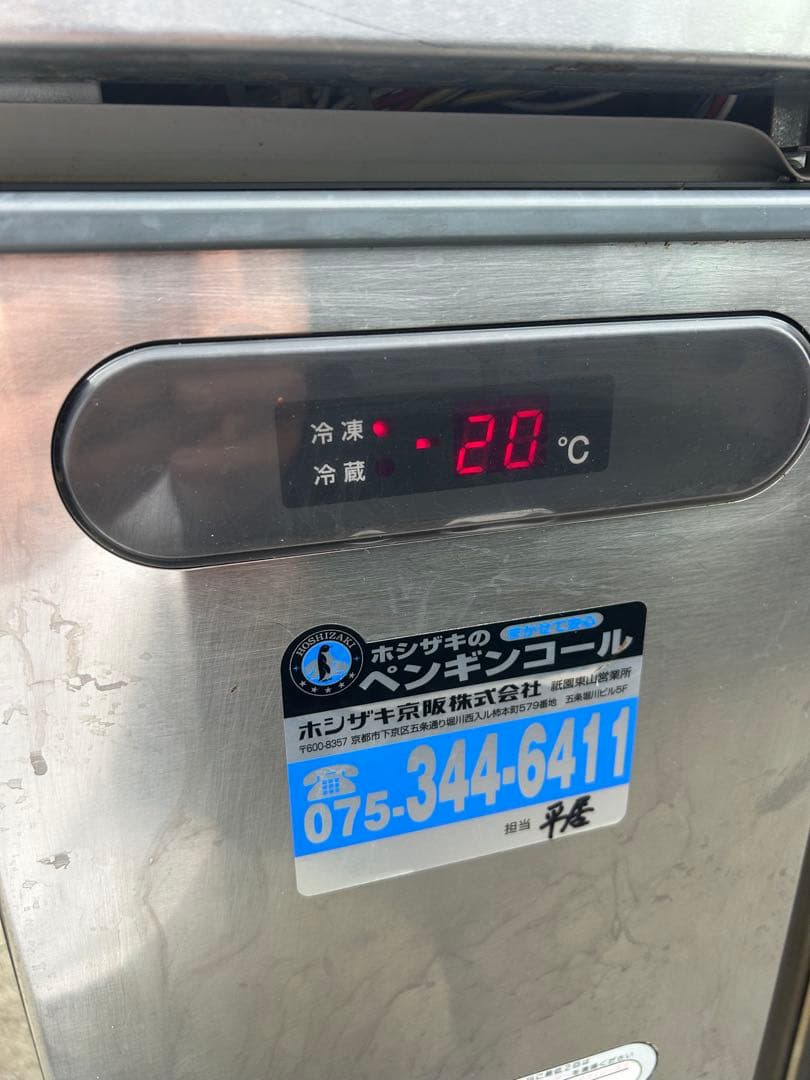 冷凍
-20 ℃
冷蔵
HOSHIZAKI
ホシザキの まかせて安心
ペンギンコール
ホシザキ京阪株式会社 祇園東山営業所
〒600-8357 京都市下京区五条通り堀川西入ル柿本町579番地 五条堀川ビル5F
075-344-6411
担当 平居